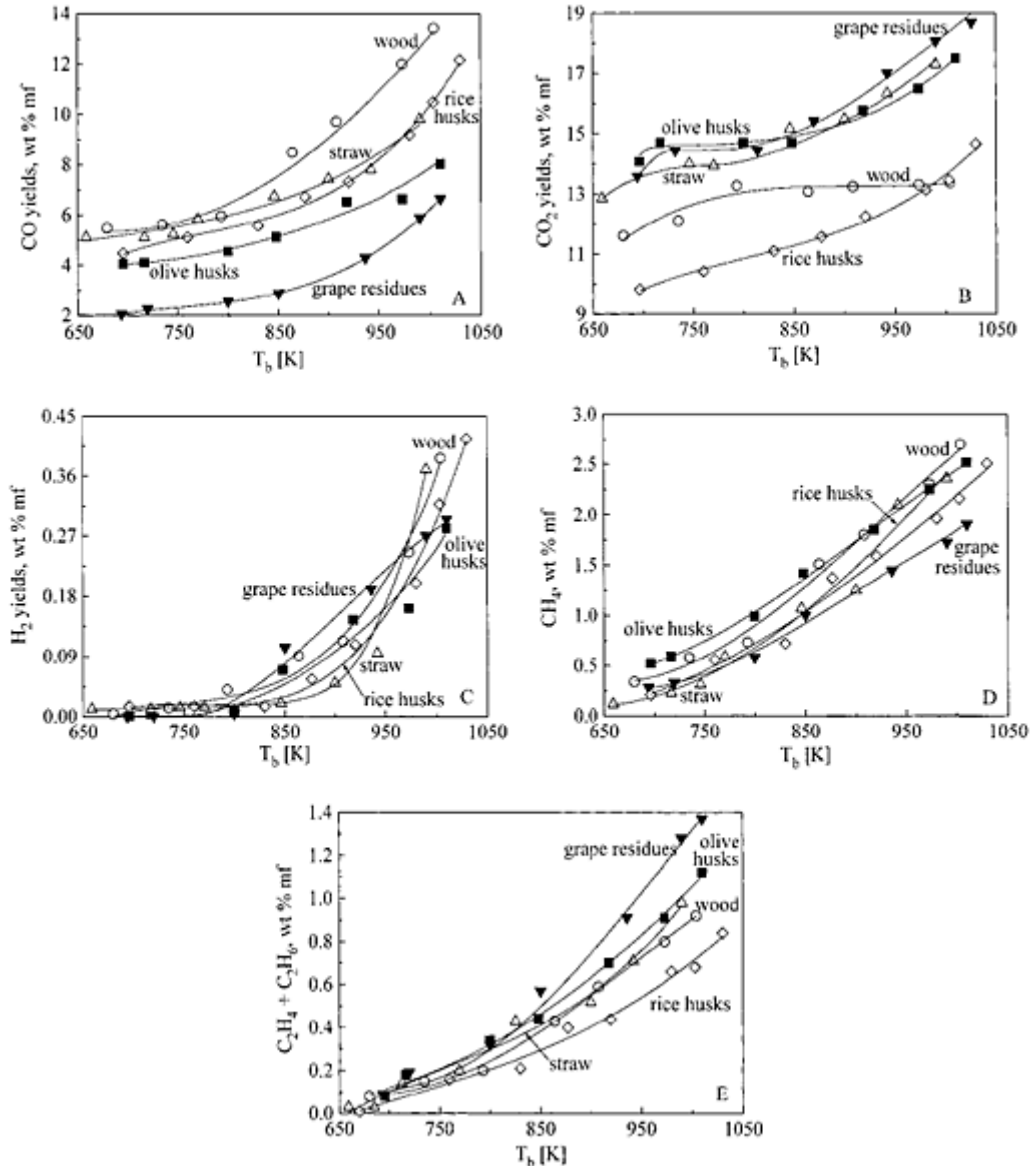 14
12
10
8
6
4
2
CO yields, wt % mf
wood
rice
husks
straw
olive husks
grape residues
A
650 750 850 950 1050
T_b [K]
19
17
15
13
11
9
CO₂ yields, wt % mf
grape residues
olive husks
straw
wood
rice husks
B
650 750 850 950 1050
T_b [K]
0.45
0.36
0.27
0.18
0.09
0.00
H₂ yields, wt % mf
wood
grape residues
olive
husks
straw
rice husks
C
650 750 850 950 1050
T_b [K]
3.0
2.5
2.0
1.5
1.0
0.5
0.0
CH₄, wt % mf
wood
rice husks
grape
residues
olive husks
straw
D
650 750 850 950 1050
T_b [K]
1.4
1.2
1.0
0.8
0.6
0.4
0.2
0.0
C₂H₄ + C₂H₆, wt % mf
grape residues
olive
husks
wood
rice husks
straw
E
650 750 850 950 1050
T_b [K]